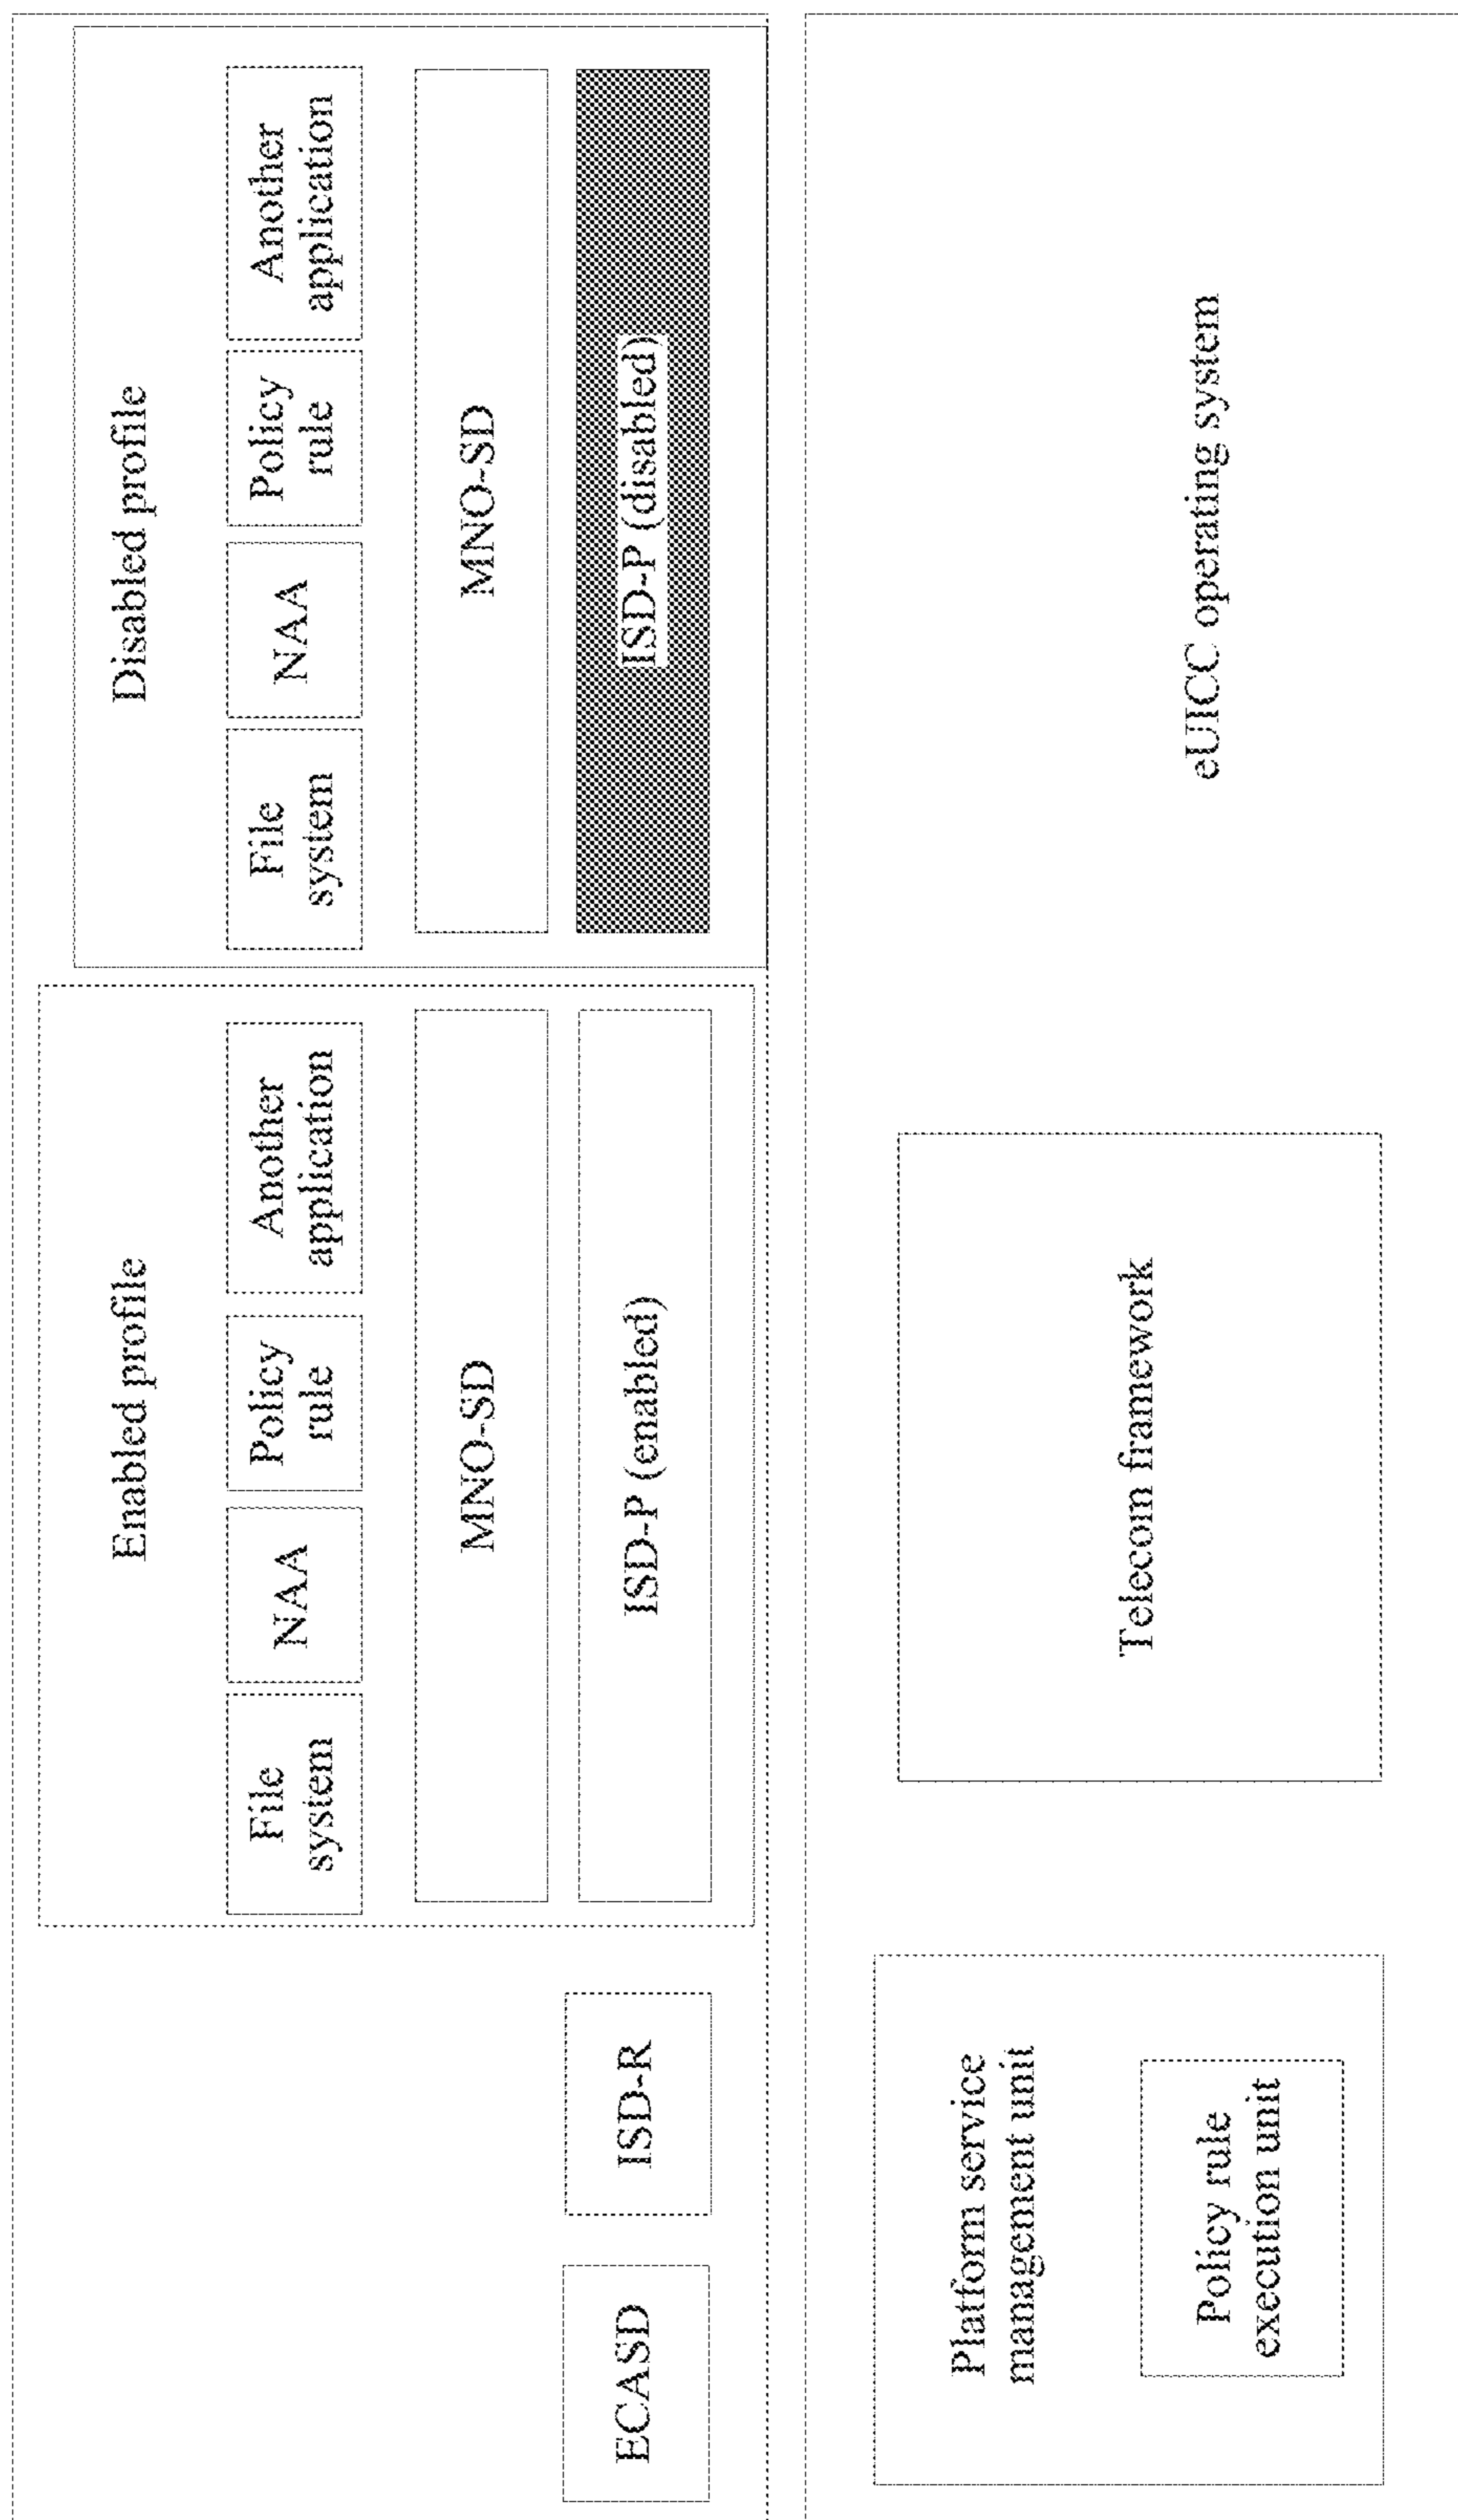 Enabled profile
File
system
NAA
Policy
rule
Another
application
MNO-SD
ISD-P (enabled)
Disabled profile
File
system
NAA
Policy
rule
Another
application
MNO-SD
ISD-P (disabled)
ECASD
ISD-R
Platform service
management unit
Policy rule
execution unit
Telecom framework
eUICC operating system